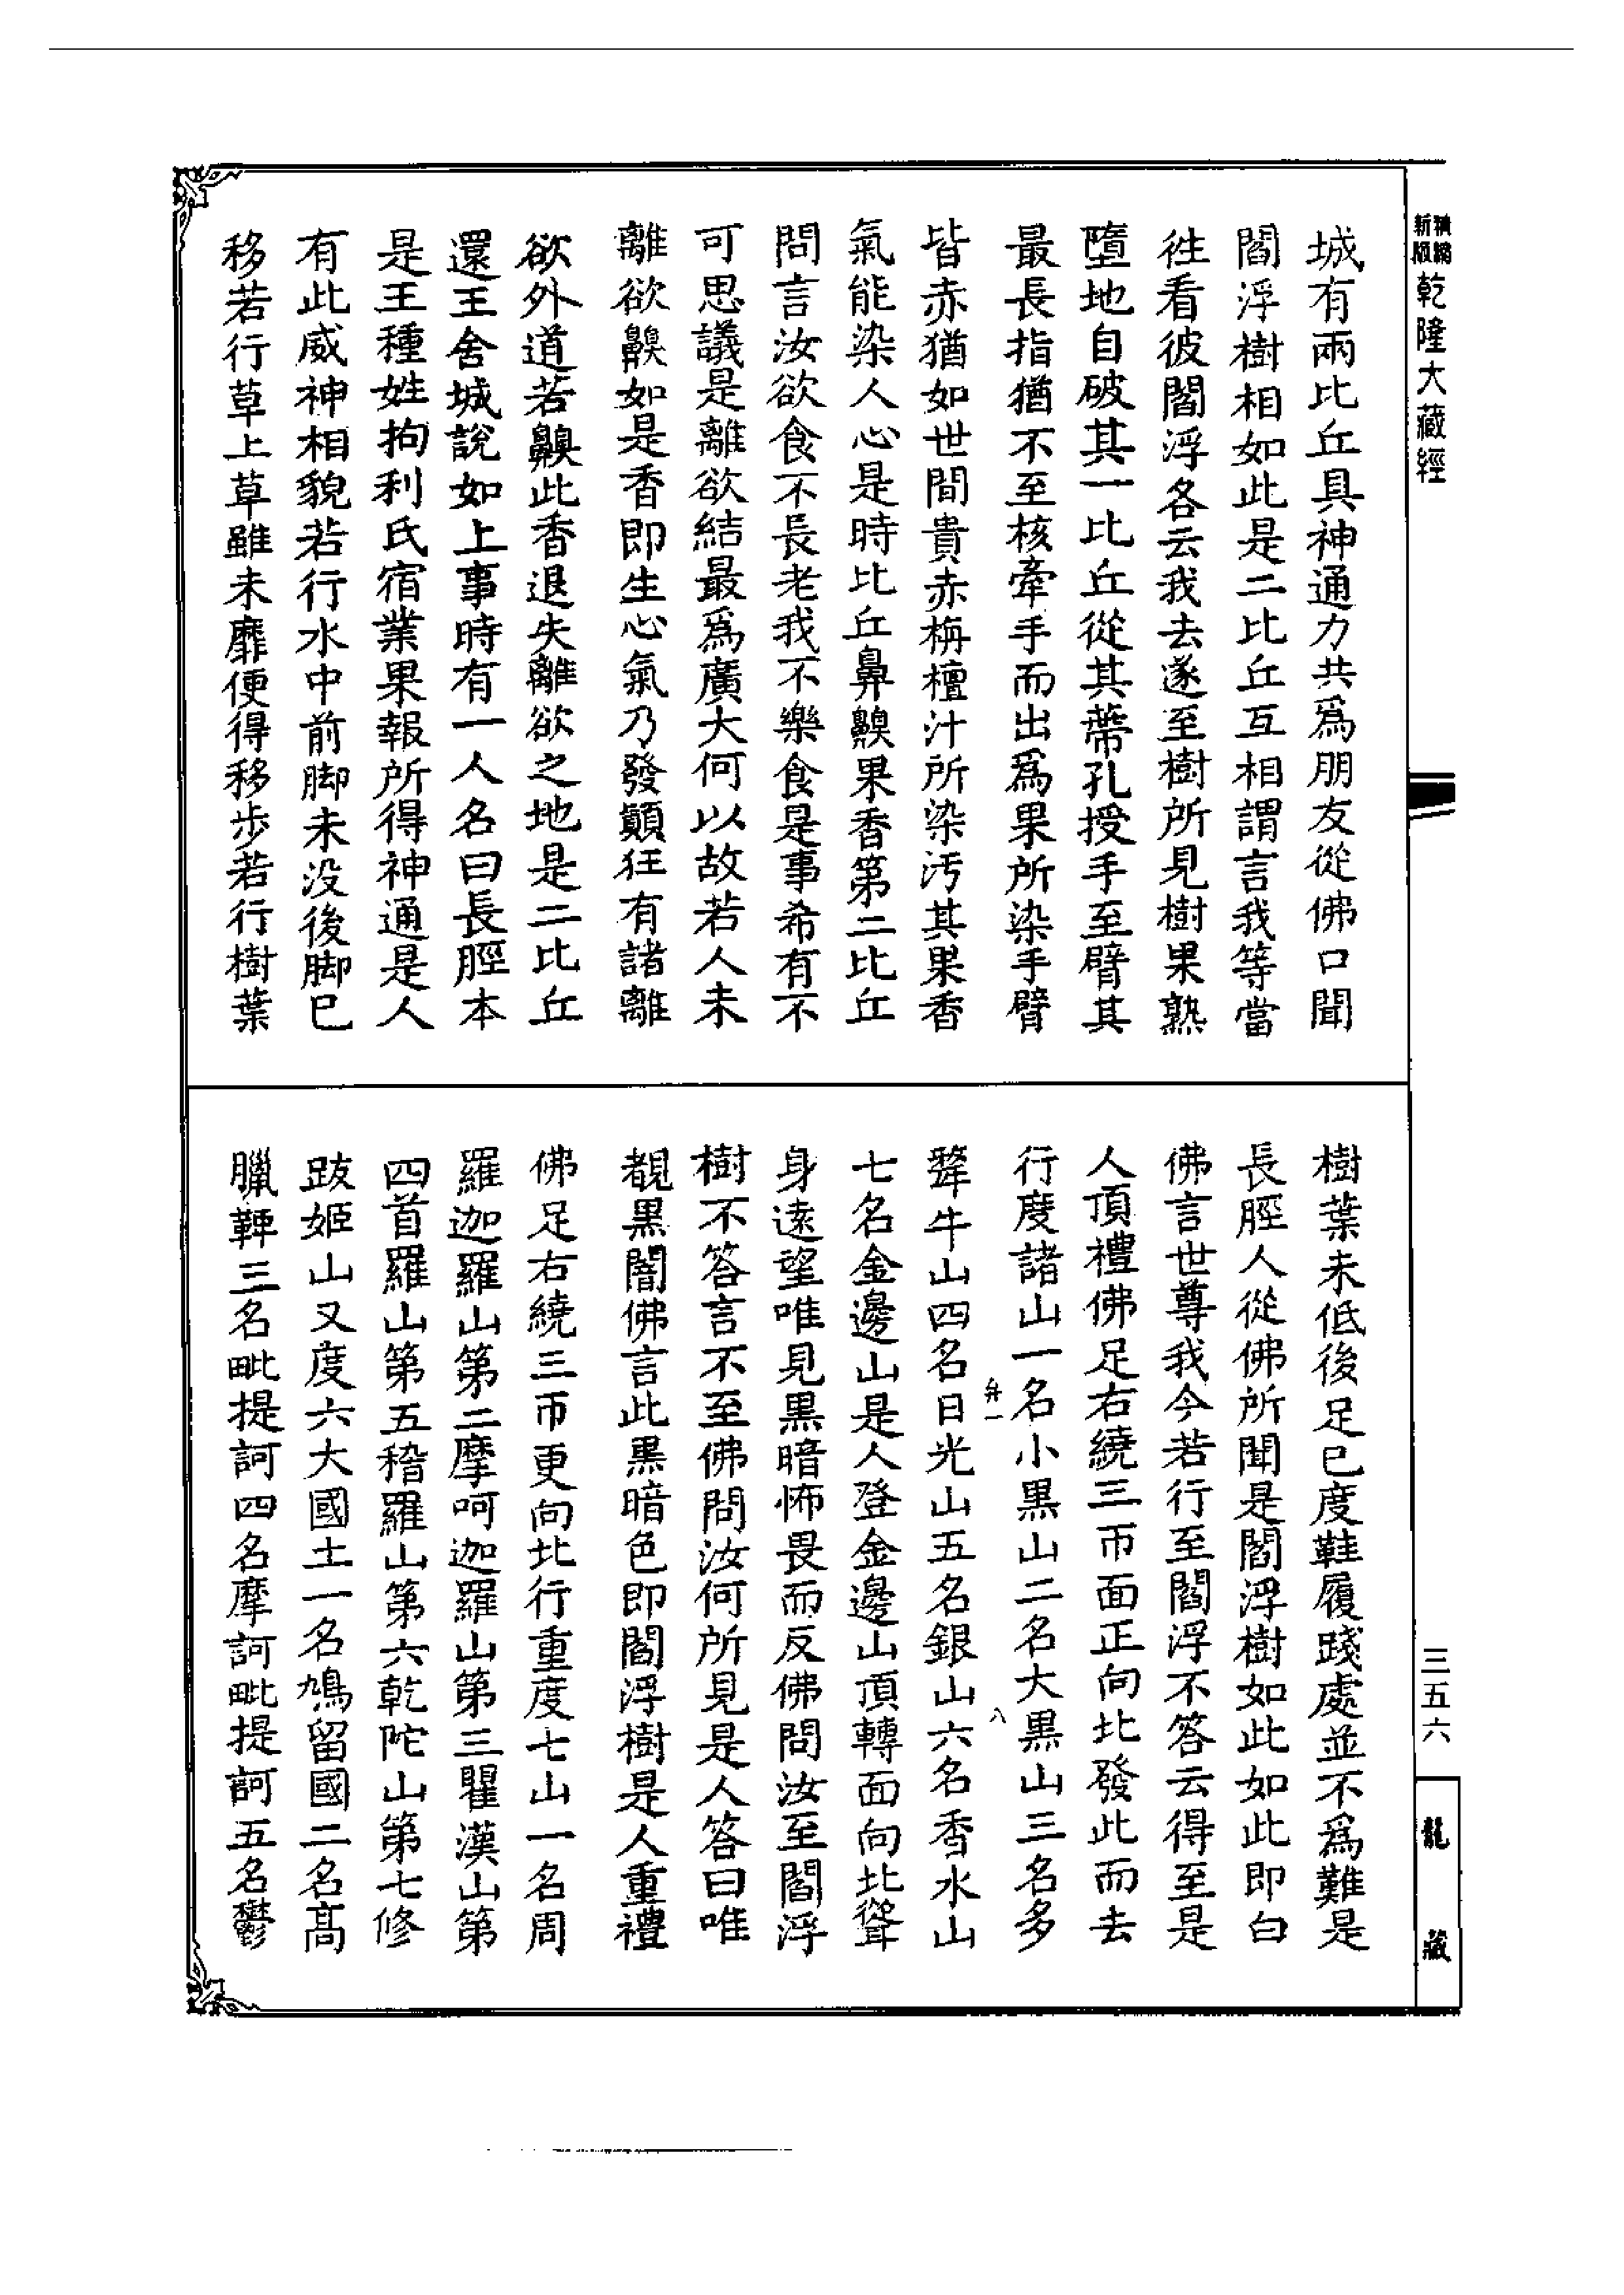 新編
縮版
乾隆大藏經
三五六
龍藏
城有兩比丘具神通力共為朋友從佛口聞
閻浮樹相如此是二比丘互相謂言我等當
往看彼閻浮各云我去遂至樹所見樹果熟
墮地自破其一比丘從其蔕孔授手至臂其
最長指猶不至核牽手而出為果所染手臂
皆赤猶如世間貴赤栴檀汁所染汚其果香
氣能染人心是時比丘鼻齅果香第二比丘
問言汝欲食不長老我不樂食是事希有不
可思議是離欲結最為廣大何以故若人未
離欲齅如是香即生心氣乃發顛狂有諸離
欲外道若齅此香退失離欲之地是二比丘
還王舍城說如上事時有一人名曰長脛本
是王種姓拘利氏宿業果報所得神通是人
有此威神相貌若行水中前脚未没後脚已
移若行草上草雖未靡便得移步若行樹葉
樹葉未低後足已度鞋履踐處並不為難是
長脛人從佛所聞是閻浮樹如此如此即白
佛言世尊我今若行至閻浮不答云得至是
人頂禮佛足右繞三帀面正向北發此而去
行度諸山一名小黑山二名大黑山三名多
犛牛山四名日光山五名銀山六名香水山
弁一
八
七名金邊山是人登金邊山頂轉面向北聳
身遠望唯見黑暗怖畏而反佛問汝至閻浮
樹不答言不至佛問汝何所見是人答曰唯
覩黑闇佛言此黑暗色即閻浮樹是人重禮
佛足右繞三帀更向北行重度七山一名周
羅迦羅山第二摩呵迦羅山第三瞿漢山第
四首羅山第五稽羅山第六乾陀山第七修
跋姬山又度六大國土一名鳩留國二名高
臘鞞三名毗提訶四名摩訶毗提訶五名鬱